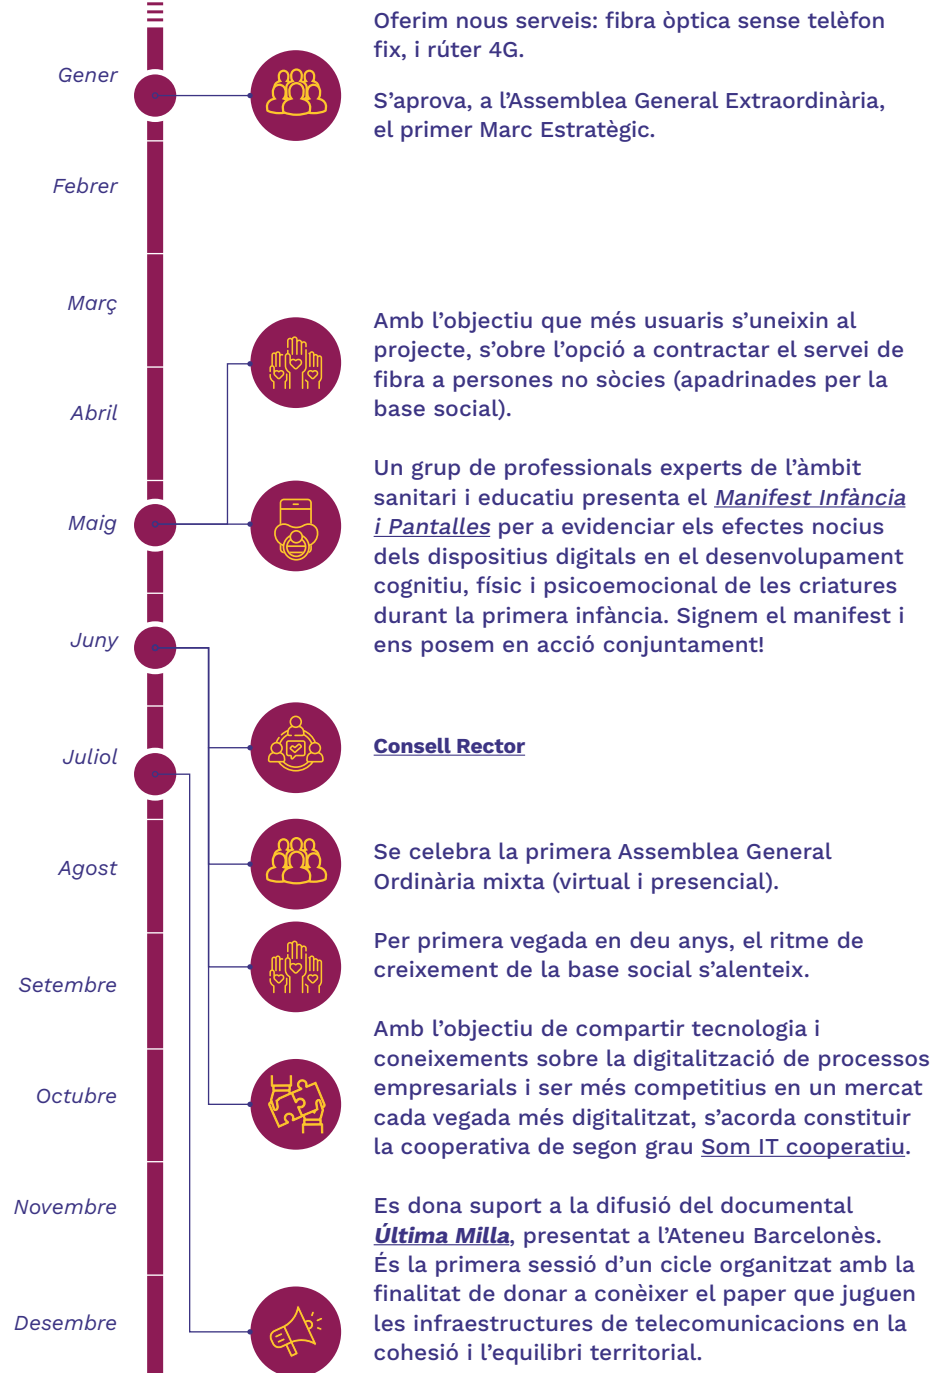 Oferim nous serveis: fibra òptica sense telèfon
fix, i rúter 4G.
Gener
S’aprova, a l’Assemblea General Extraordinària,
el primer Marc Estratègic.
Febrer
Març
Amb l’objectiu que més usuaris s’uneixin al
projecte, s’obre l’opció a contractar el servei de
fibra a persones no sòcies (apadrinades per la
base social).
Abril
Un grup de professionals experts de l’àmbit
sanitari i educatiu presenta el Manifest Infància
i Pantalles per a evidenciar els efectes nocius
dels dispositius digitals en el desenvolupament
cognitiu, físic i psicoemocional de les criatures
durant la primera infància. Signem el manifest i
ens posem en acció conjuntament!
Maig
Juny
Consell Rector
Juliol
Se celebra la primera Assemblea General
Ordinària mixta (virtual i presencial).
Agost
Per primera vegada en deu anys, el ritme de
creixement de la base social s’alenteix.
Setembre
Amb l’objectiu de compartir tecnologia i
coneixements sobre la digitalització de processos
empresarials i ser més competitius en un mercat
cada vegada més digitalitzat, s’acorda constituir
la cooperativa de segon grau Som IT cooperatiu.
Octubre
Novembre
Es dona suport a la difusió del documental
Última Milla, presentat a l’Ateneu Barcelonès.
És la primera sessió d’un cicle organitzat amb la
finalitat de donar a conèixer el paper que juguen
les infraestructures de telecomunicacions en la
cohesió i l’equilibri territorial.
Desembre